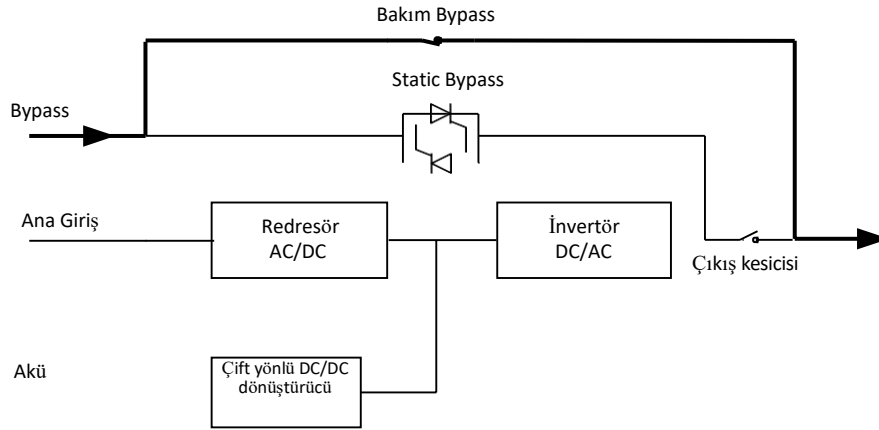 Bakım Bypass
Static Bypass
Bypass
Ana Giriş
Redresör
AC/DC
İnvertör
DC/AC
Çıkış kesicisi
Akü
Çift yönlü DC/DC
dönüştürücü